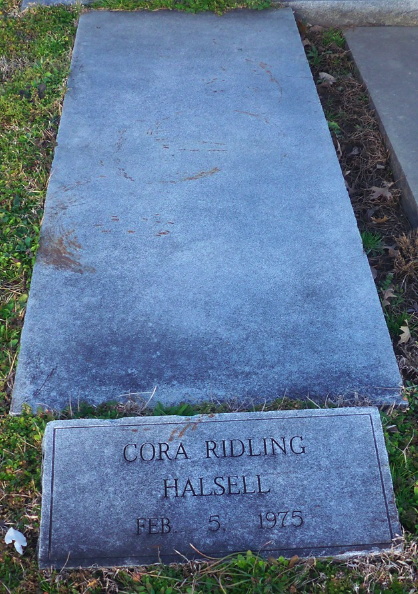 CORA RIDLING
HALSELL
FEB. 5, 1975